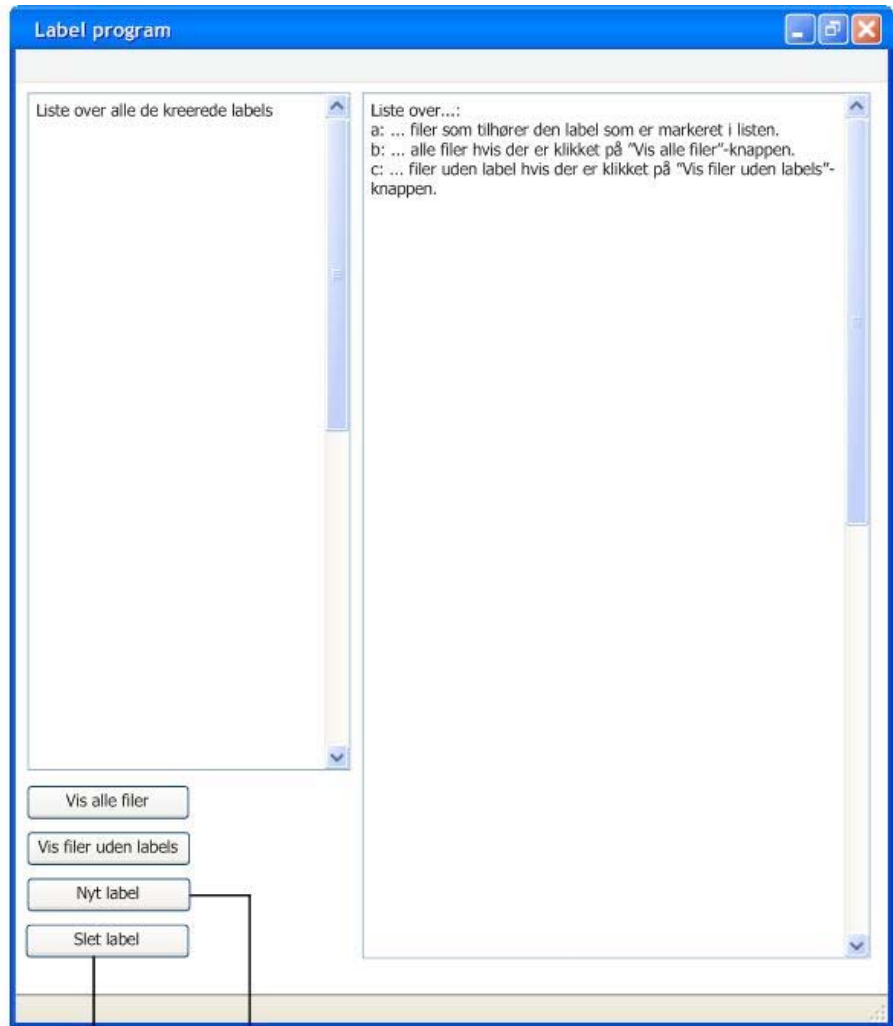 Label program
Liste over alle de kreerede labels
Liste over...:
a: ... filer som tilhører den label som er markeret i listen.
b: ... alle filer hvis der er klikket på "Vis alle filer"-knappen.
c: ... filer uden label hvis der er klikket på "Vis filer uden labels"-
knappen.
Vis alle filer
Vis filer uden labels
Nyt label
Slet label